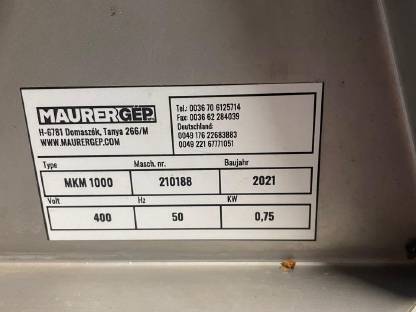 MAURERGÉP
H-6781 Domaszék, Tanya 266/M
WWW.MAURERGEP.COM
Tel.: 0036 70 6125714
Fax: 0036 62 284039
Deutschland:
0049 176 22683883
0049 221 67771051
Type Masch. nr. Baujahr
MKM 1000 210188 2021
Volt Hz KW
400 50 0,75